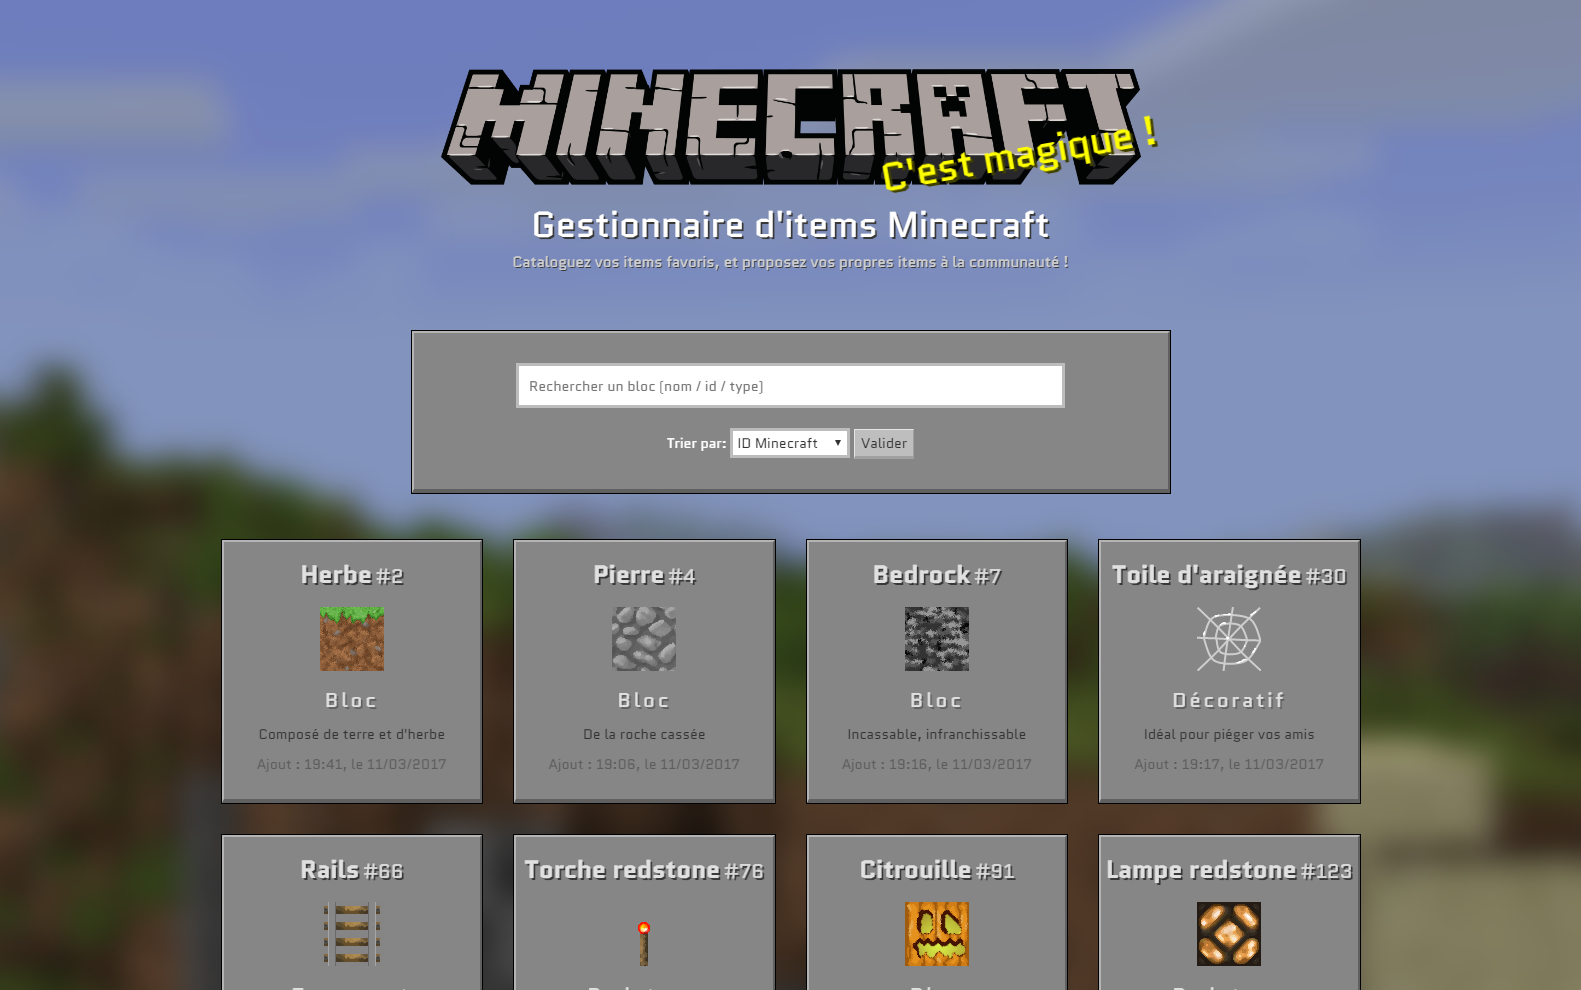 MINECRAFT
C'est magique !
Gestionnaire d'items Minecraft
Cataloguez vos items favoris, et proposez vos propres items à la communauté !
Rechercher un bloc (nom / id / type)
Trier par: ID Minecraft Valider
Herbe #2
Bloc
Composé de terre et d'herbe
Ajout : 19:41, le 11/03/2017
Pierre #4
Bloc
De la roche cassée
Ajout : 19:06, le 11/03/2017
Bedrock #7
Bloc
Incassable, infranchissable
Ajout : 19:16, le 11/03/2017
Toile d'araignée #30
Décoratif
Idéal pour piéger vos amis
Ajout : 19:17, le 11/03/2017
Rails #66
Torche redstone #76
Citrouille #91
Lampe redstone #123